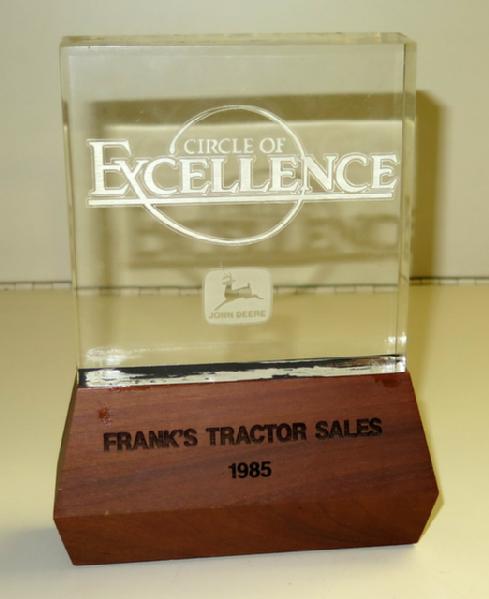 CIRCLE OF
EXCELLENCE
JOHN DEERE
FRANK'S TRACTOR SALES
1985